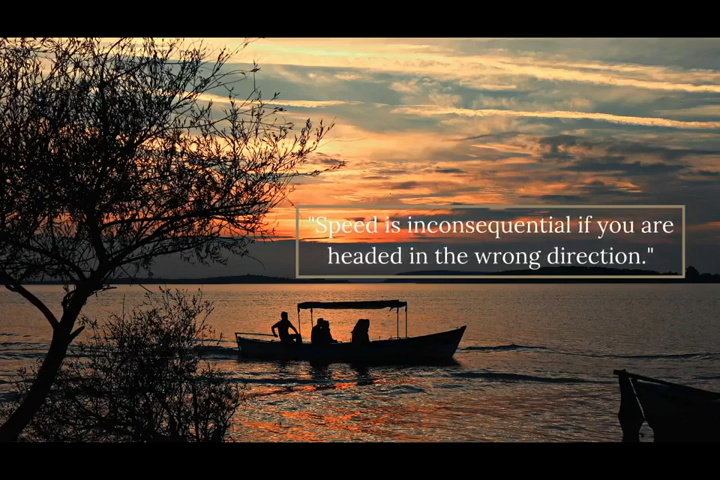 "Speed is inconsequential if you are
headed in the wrong direction."